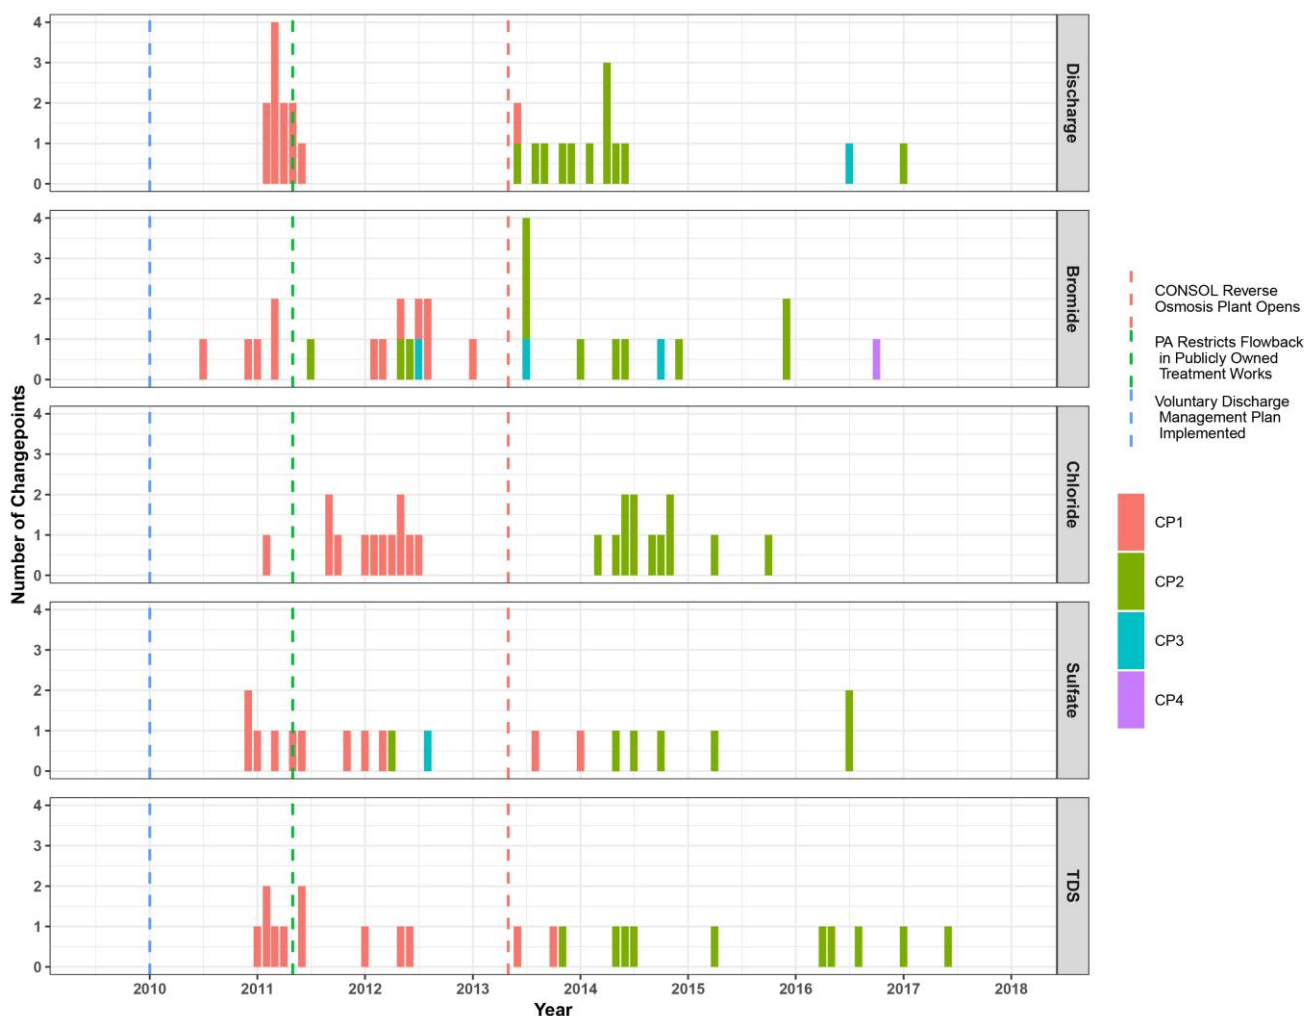 4
3
2
1
0
Discharge
4
3
2
1
0
Bromide
4
3
2
1
0
Chloride
4
3
2
1
0
Sulfate
4
3
2
1
0
TDS
Number of Changepoints
2010 2011 2012 2013 2014 2015 2016 2017 2018
Year
CONSOL Reverse
Osmosis Plant Opens
PA Restricts Flowback
in Publicly Owned
Treatment Works
Voluntary Discharge
Management Plan
Implemented
CP1
CP2
CP3
CP4